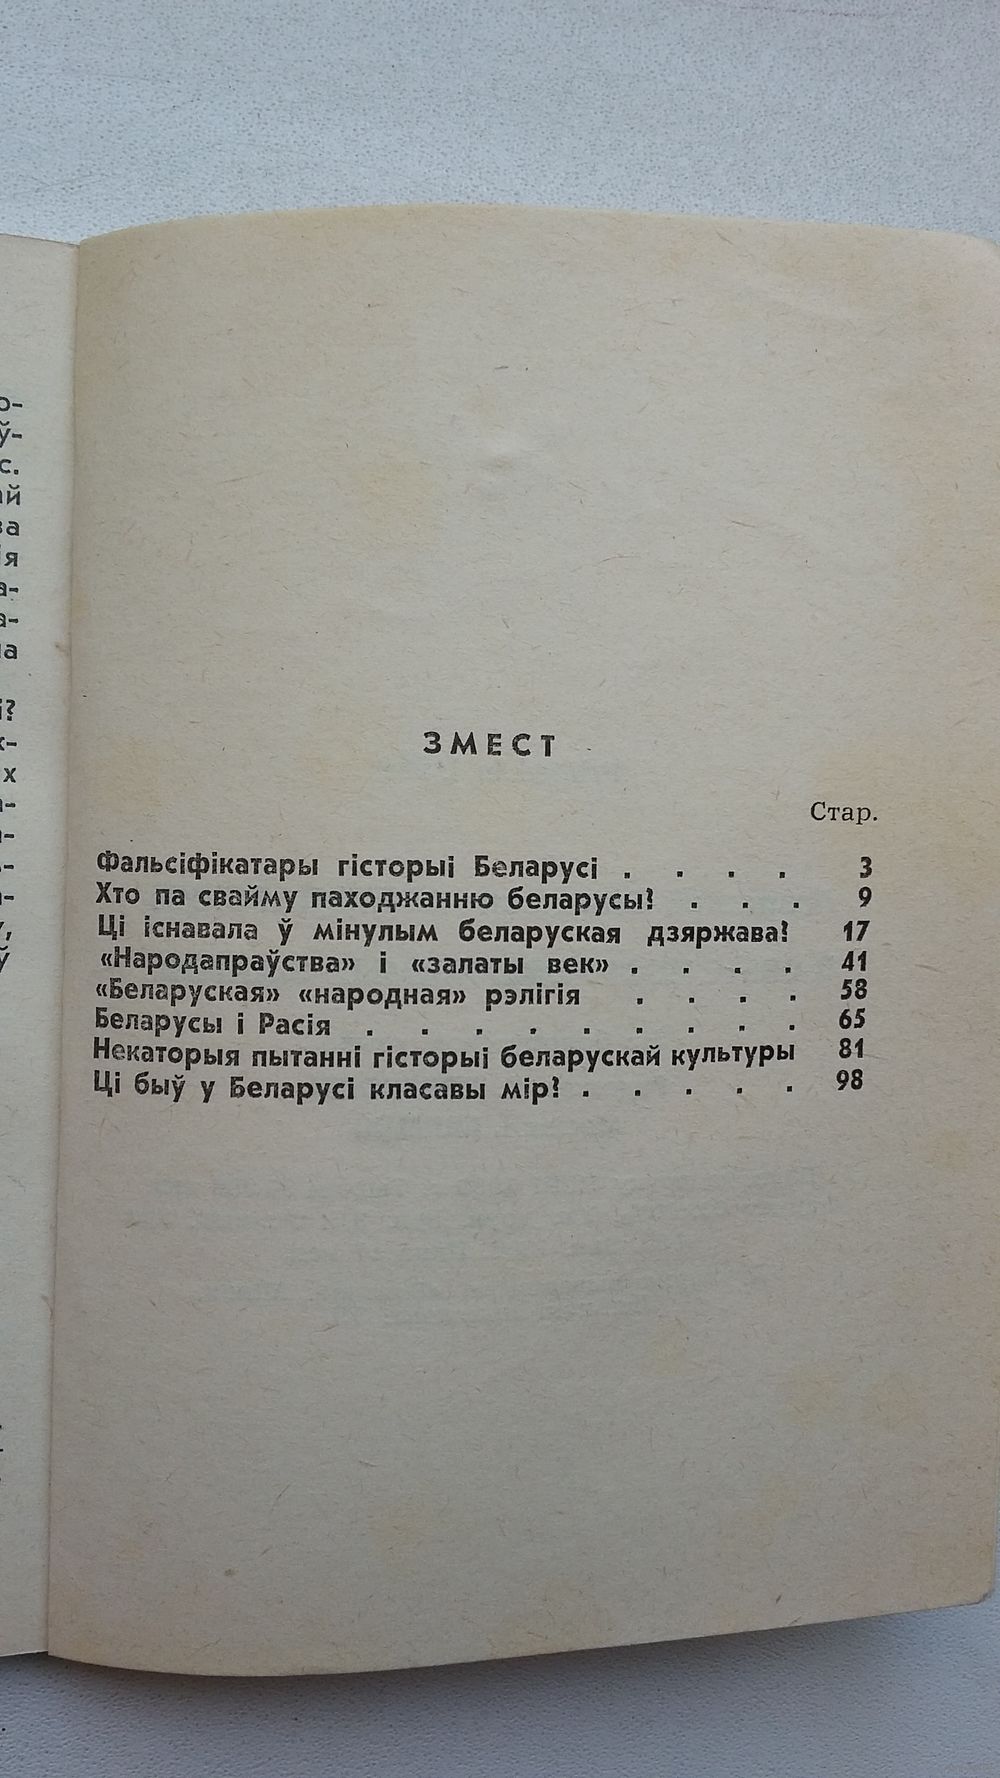 ЗМЕСТ
Стар.
Фальсіфікатары гісторыі Беларусі . . . . 3
Хто па свайму паходжанню беларусы? . . . 9
Ці існавала ў мінулым беларуская дзяржава? 17
«Народапраўства» і «залаты век» . . . . 41
«Беларуская» «народная» рэлігія . . . . 58
Беларусы і Расія . . . . . . . . . 65
Некаторыя пытанні гісторыі беларускай культуры 81
Ці быў у Беларусі класавы мір? . . . . . 98